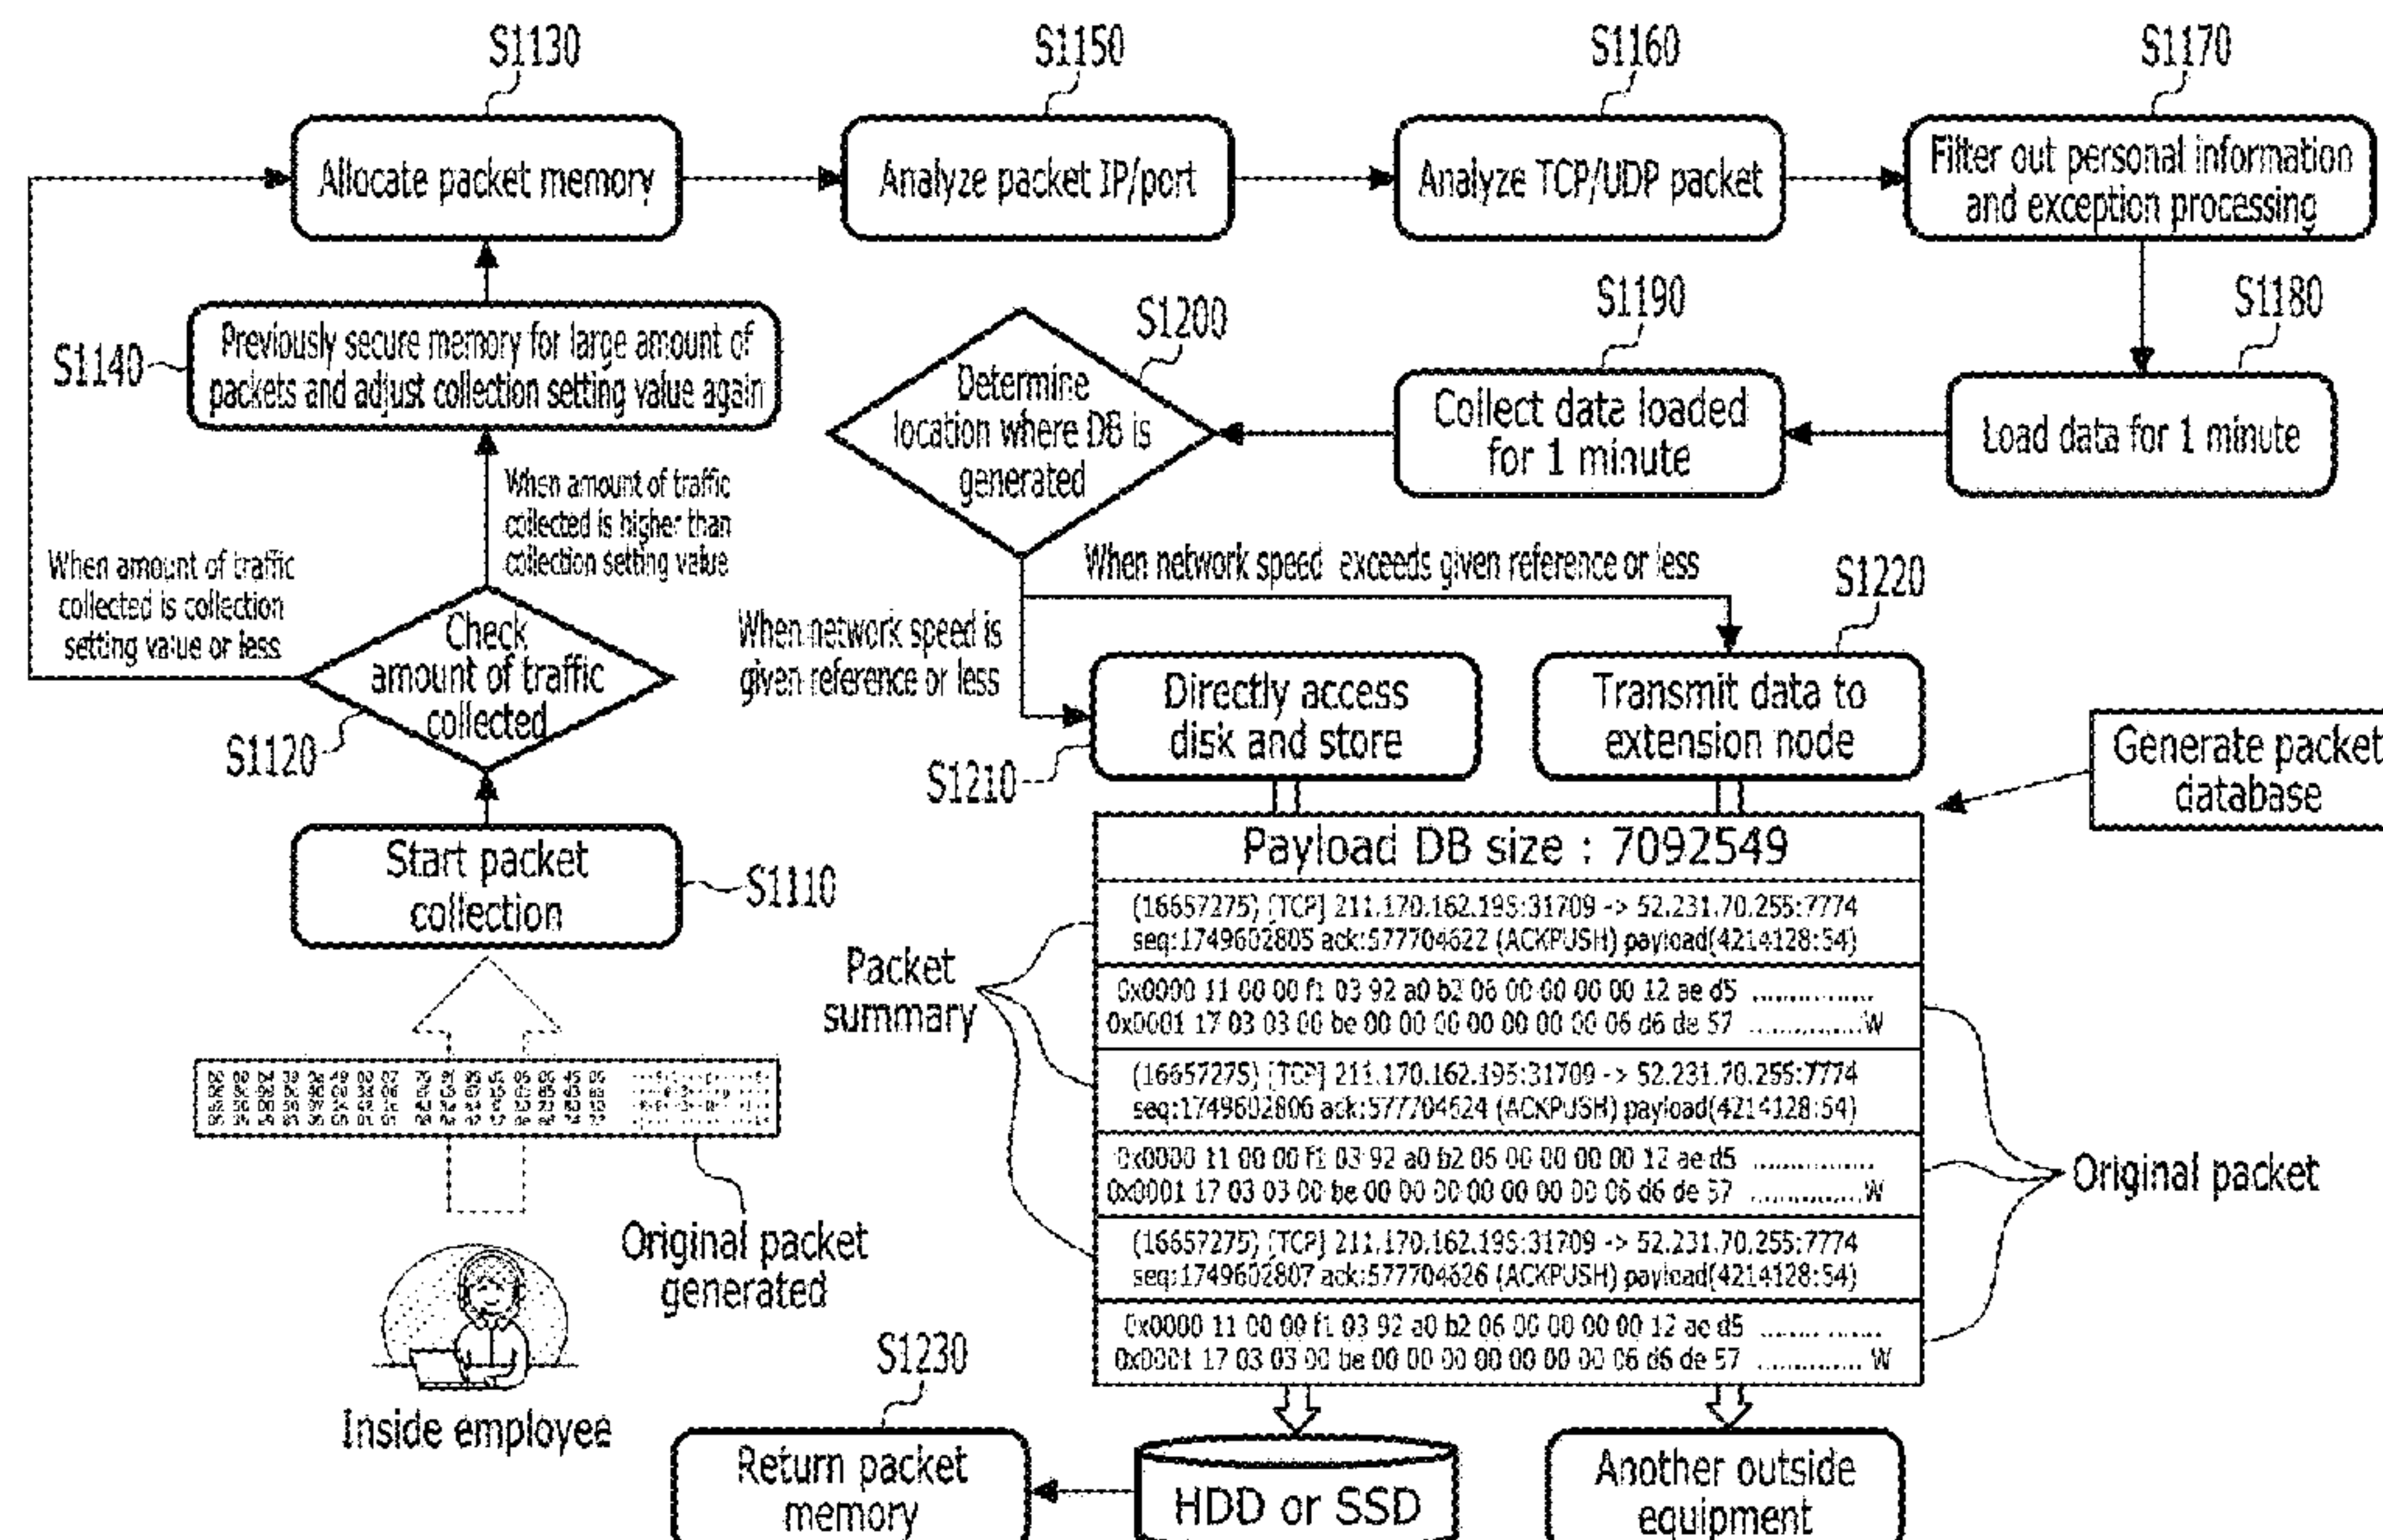 S1130
S1150
S1160
S1170
Allocate packet memory
Analyze packet IP/port
Analyze TCP/UDP packet
Filter out personal information
and exception processing
S1140
Previously secure memory for large amount of
packets and adjust collection setting value again
S1200
Determine
location where DB is
generated
S1190
Collect data loaded
for 1 minute
S1180
Load data for 1 minute
When amount of traffic
collected is higher than
collection setting value
When amount of traffic
collected is collection
setting value or less
Check
amount of traffic
collected
S1120
When network speed exceeds given reference or less
When network speed is
given reference or less
S1220
Directly access
disk and store
S1210
Transmit data to
extension node
Generate packet
database
Start packet
collection
S1110
Payload DB size : 7092549
(16657275) [TCP] 211.170.162.195:31709 -> 52.231.70.255:7774
seq:1749602805 ack:577704622 (ACKPUSH) payload(4214128:54)
0x0000 11 00 00 f1 03 92 a0 b2 06 00 00 00 00 12 ae d5 ................
0x0001 17 03 03 00 be 00 00 00 00 00 00 00 06 d6 de 57 ...............W
(16657275) [TCP] 211.170.162.195:31709 -> 52.231.70.255:7774
seq:1749602806 ack:577704624 (ACKPUSH) payload(4214128:54)
0x0000 11 00 00 f1 03 92 a0 b2 06 00 00 00 00 12 ae d5 ................
0x0001 17 03 03 00 be 00 00 00 00 00 00 00 06 d6 de 57 ...............W
(16657275) [TCP] 211.170.162.195:31709 -> 52.231.70.255:7774
seq:1749602807 ack:577704626 (ACKPUSH) payload(4214128:54)
0x0000 11 00 00 f1 03 92 a0 b2 06 00 00 00 00 12 ae d5 ........ .......
0x0001 17 03 03 00 be 00 00 00 00 00 00 00 06 d6 de 57 .............. W
Packet
summary
Original packet
Original packet
generated
Inside employee
S1230
Return packet
memory
HDD or SSD
Another outside
equipment